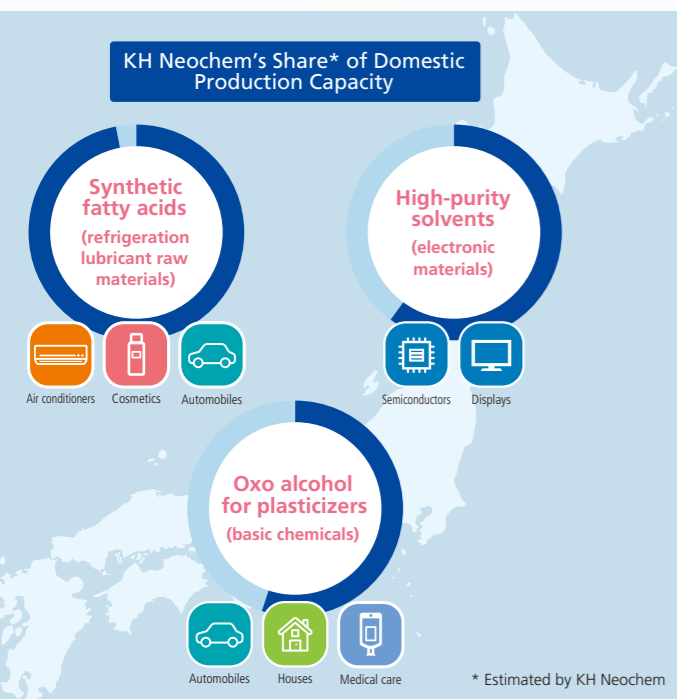 KH Neochem's Share* of Domestic
Production Capacity
Synthetic
fatty acids
(refrigeration
lubricant raw
materials)
Air conditioners
Cosmetics
Automobiles
High-purity
solvents
(electronic
materials)
Semiconductors
Displays
Oxo alcohol
for plasticizers
(basic chemicals)
Automobiles
Houses
Medical care
* Estimated by KH Neochem